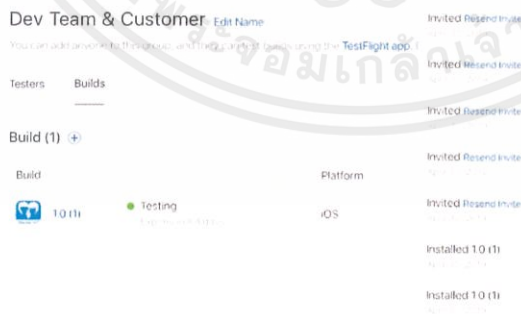 Dev Team & Customer Edit Name
You can add anyone to this group, and they can test builds using the TestFlight app.
Testers Builds
Build (1)
Build Platform
1.0 (1) Testing iOS
Invited Resend Invite
Invited Resend Invite
Invited Resend Invite
Invited Resend Invite
Invited Resend Invite
Installed 1.0 (1)
Installed 1.0 (1)